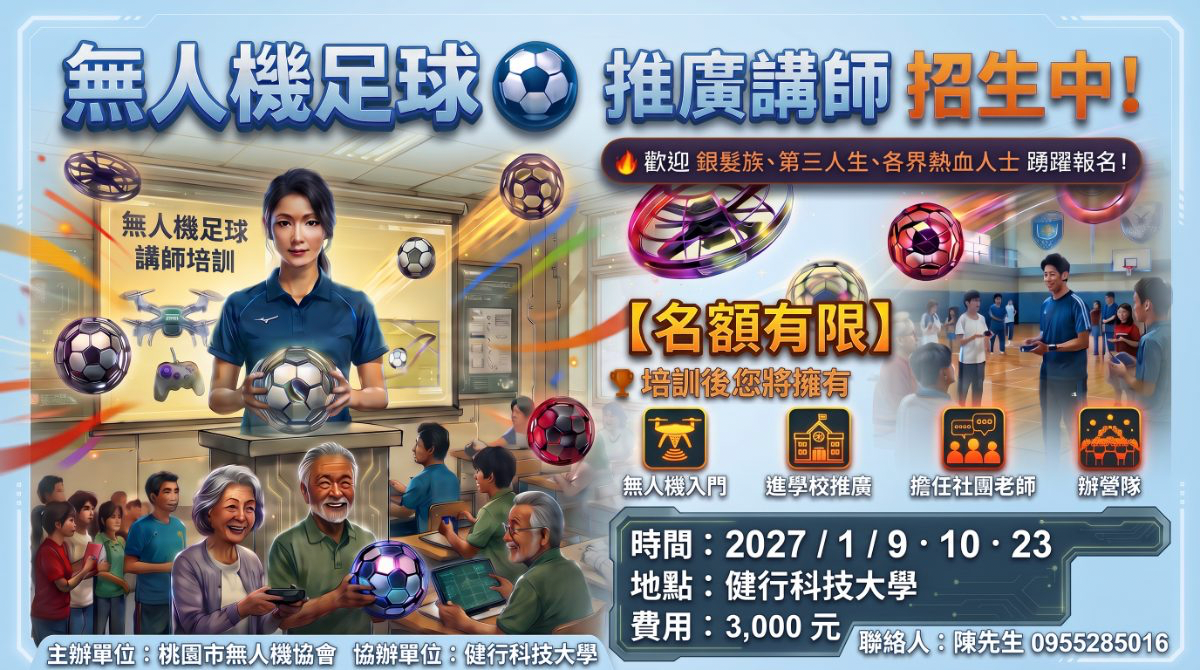 無人機足球 推廣講師 招生中!
歡迎 銀髮族、第三人生、各界熱血人士 踴躍報名!
無人機足球
講師培訓
【名額有限】
培訓後您將擁有
無人機入門 進學校推廣 擔任社團老師 辦營隊
時間：2027 / 1 / 9．10．23
地點：健行科技大學
費用：3,000 元
聯絡人：陳先生 0955285016
主辦單位：桃園市無人機協會 協辦單位：健行科技大學